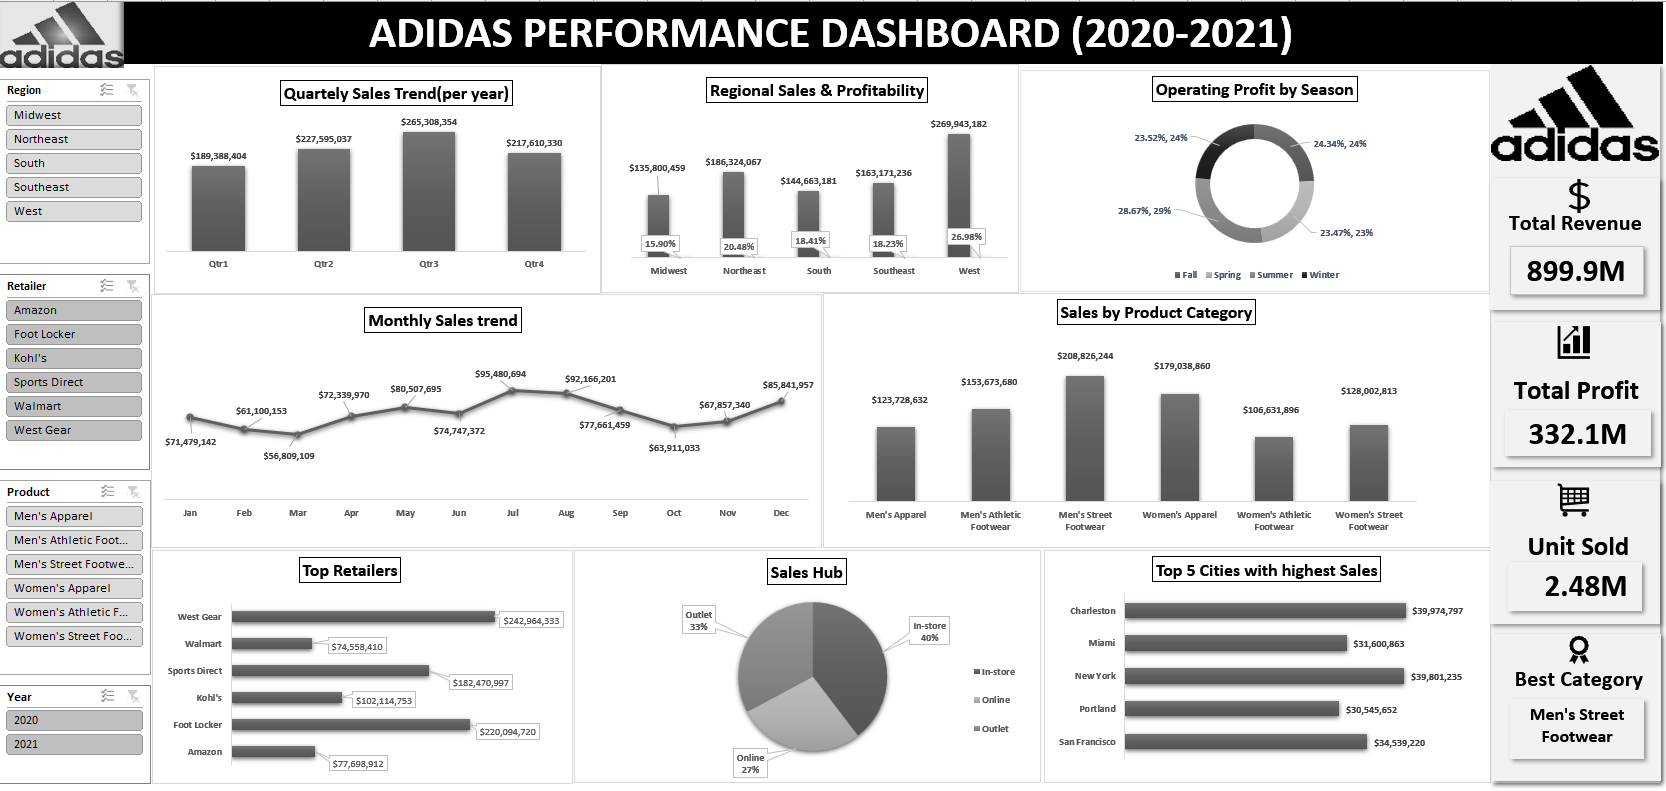 adidas
ADIDAS PERFORMANCE DASHBOARD (2020-2021)
Region
Midwest
Northeast
South
Southeast
West
Retailer
Amazon
Foot Locker
Kohl's
Sports Direct
Walmart
West Gear
Product
Men's Apparel
Men's Athletic Foot...
Men's Street Footwe...
Women's Apparel
Women's Athletic F...
Women's Street Foo...
Year
2020
2021
Quartely Sales Trend(per year)
$189,388,404
$227,595,037
$265,308,354
$217,610,330
Qtr1
Qtr2
Qtr3
Qtr4
Regional Sales & Profitability
$135,800,459
$186,324,067
$144,663,181
$163,171,236
$269,943,182
15.90%
20.48%
18.41%
18.23%
26.98%
Midwest
Northeast
South
Southeast
West
Operating Profit by Season
23.52%, 24%
24.34%, 24%
28.67%, 29%
23.47%, 23%
Fall
Spring
Summer
Winter
Monthly Sales trend
$71,479,142
$61,100,153
$56,809,109
$72,339,970
$80,507,695
$74,747,372
$95,480,694
$92,166,201
$77,661,459
$63,911,033
$67,857,340
$85,841,957
Jan
Feb
Mar
Apr
May
Jun
Jul
Aug
Sep
Oct
Nov
Dec
Sales by Product Category
$123,728,632
$153,673,680
$208,826,244
$179,038,860
$106,631,896
$128,002,813
Men's Apparel
Men's Athletic
Footwear
Men's Street
Footwear
Women's Apparel
Women's Athletic
Footwear
Women's Street
Footwear
Top Retailers
West Gear
$242,964,333
Walmart
$74,558,410
Sports Direct
$182,470,997
Kohl's
$102,114,753
Foot Locker
$220,094,720
Amazon
$77,698,912
Sales Hub
Outlet
33%
In-store
40%
Online
27%
In-store
Online
Outlet
Top 5 Cities with highest Sales
Charleston
$39,974,797
Miami
$31,600,863
New York
$39,801,235
Portland
$30,545,652
San Francisco
$34,539,220
adidas
$
Total Revenue
899.9M
Total Profit
332.1M
Unit Sold
2.48M
Best Category
Men's Street
Footwear